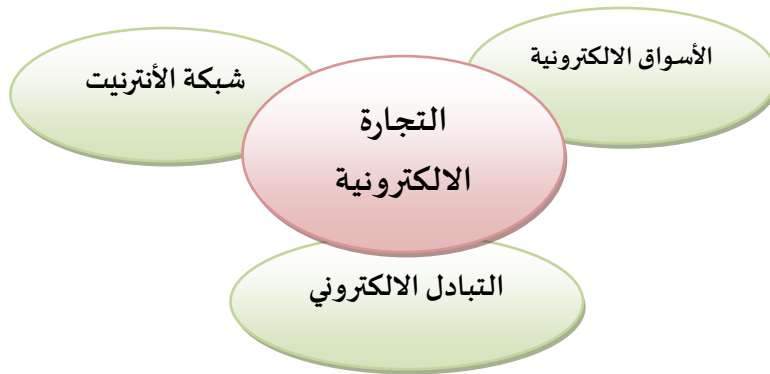 الأسواق الالكترونية
شبكة الأنترنيت
التجارة
الالكترونية
التبادل الالكتروني